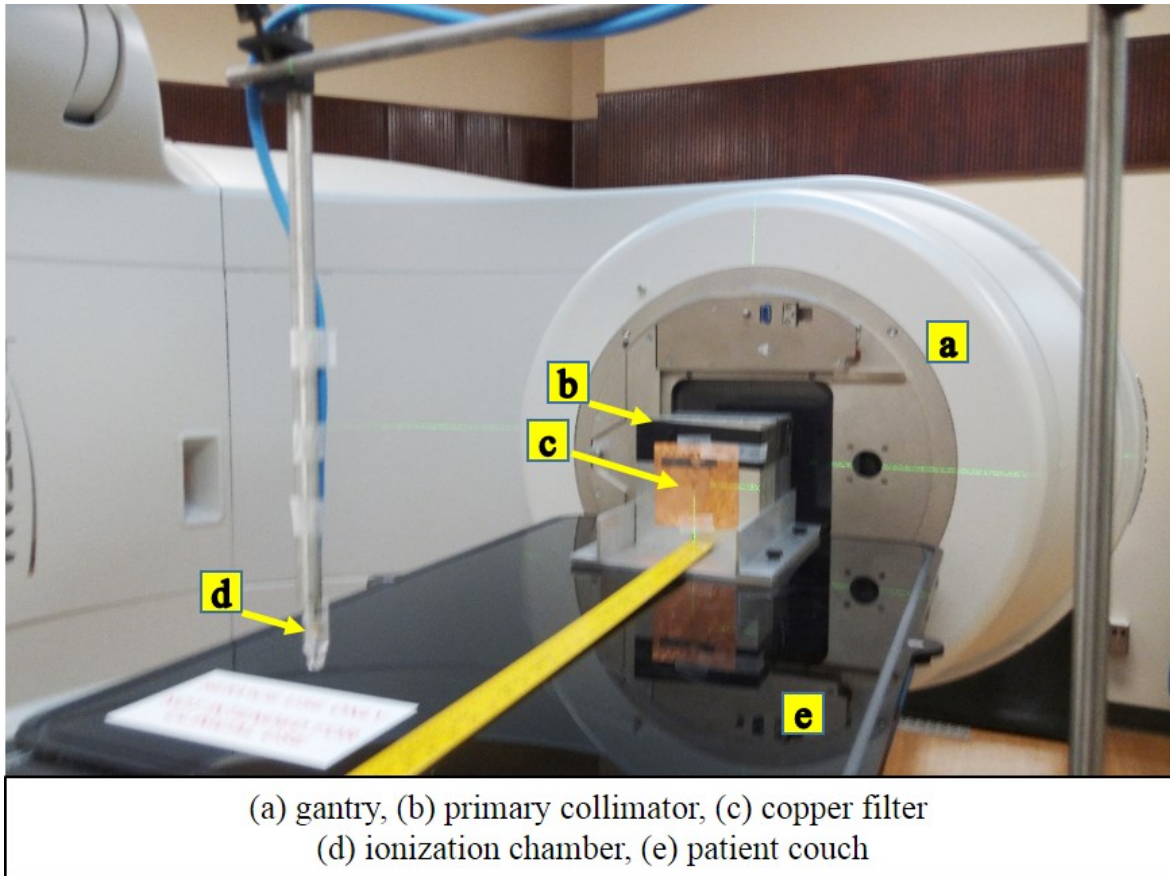 a
b
c
d
e
(a) gantry, (b) primary collimator, (c) copper filter
(d) ionization chamber, (e) patient couch